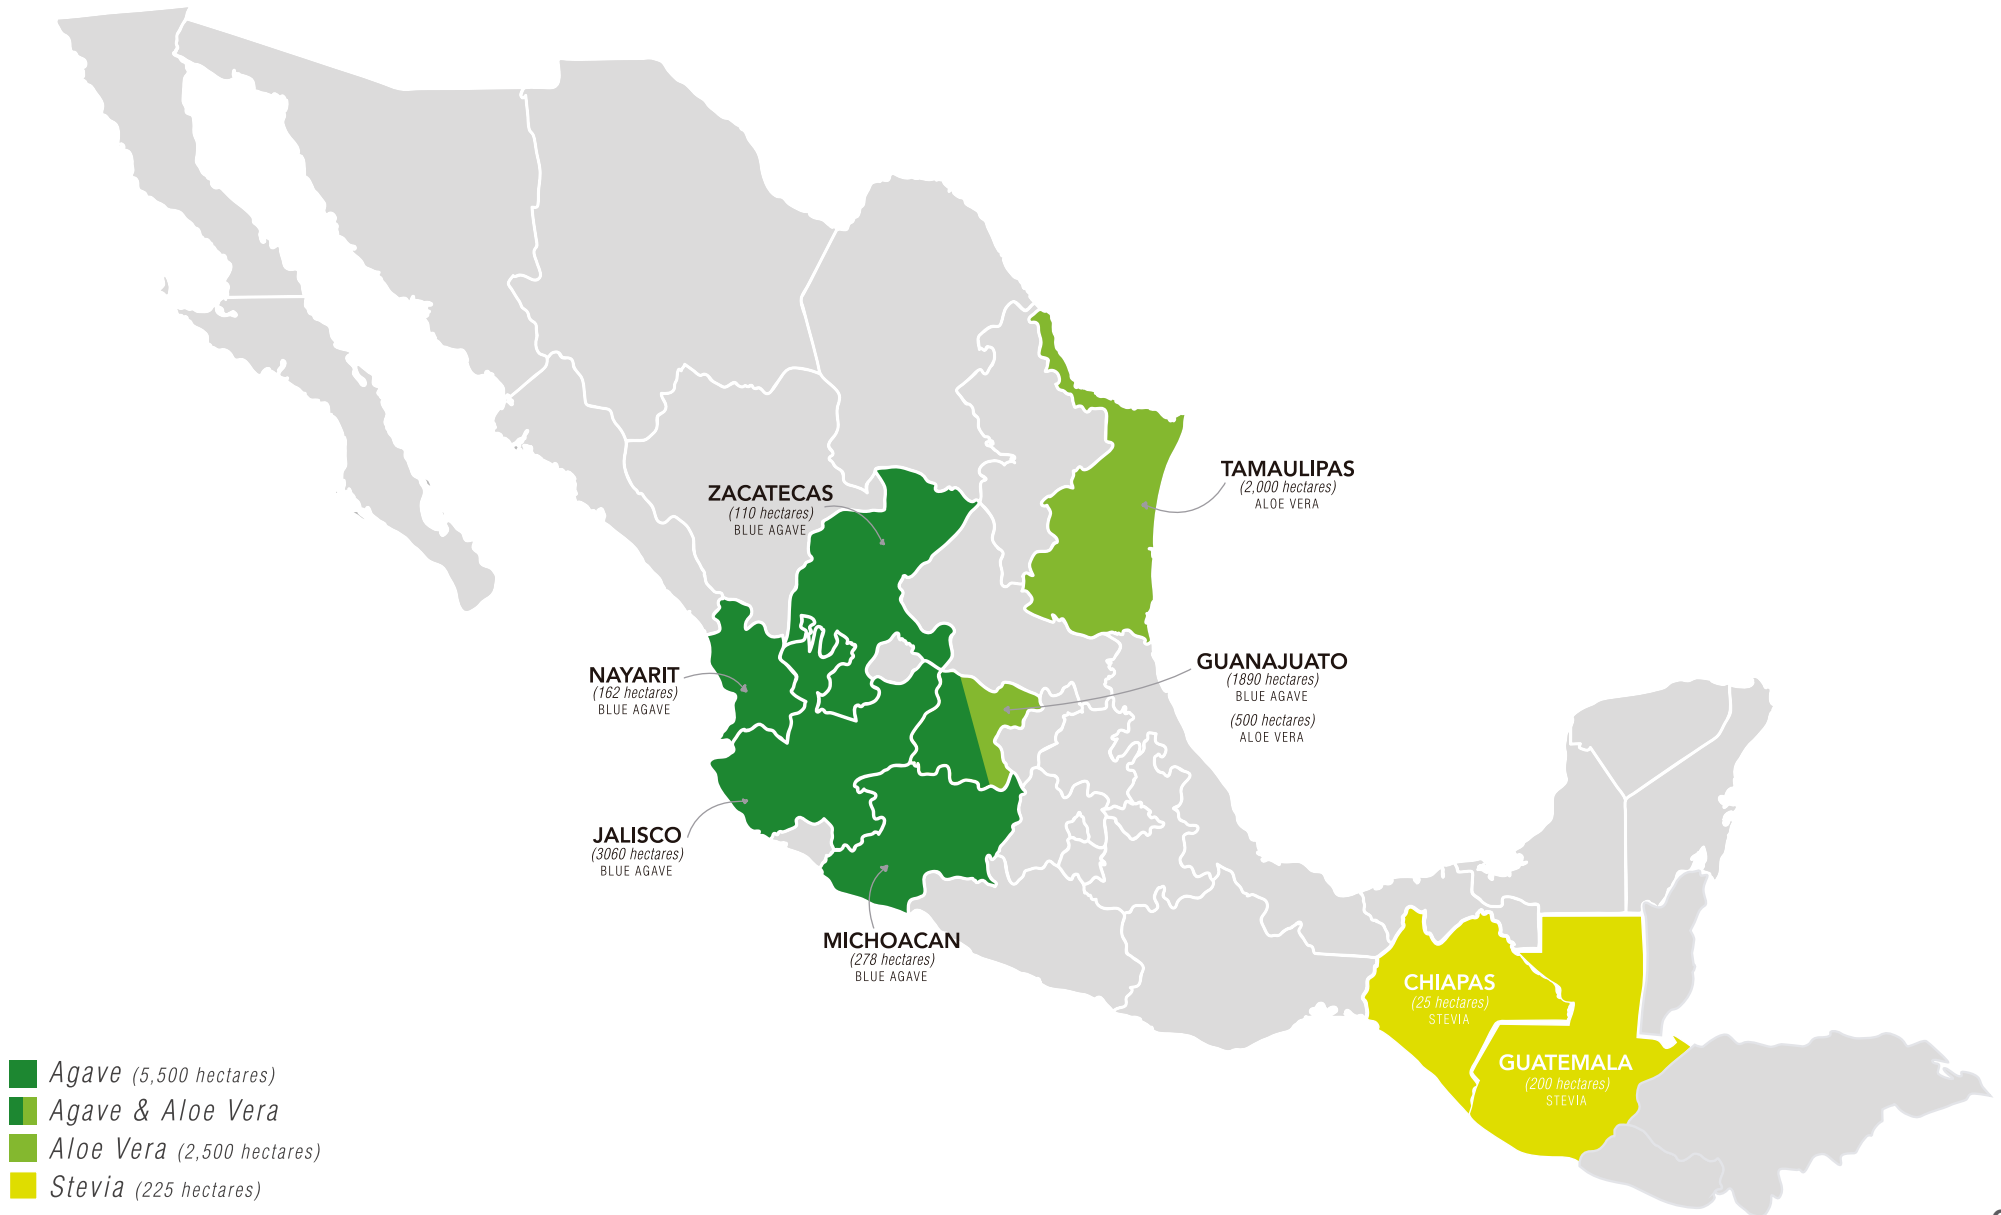 ZACATECAS
(110 hectares)
BLUE AGAVE
TAMAULIPAS
(2,000 hectares)
ALOE VERA
NAYARIT
(162 hectares)
BLUE AGAVE
GUANAJUATO
(1890 hectares)
BLUE AGAVE
(500 hectares)
ALOE VERA
JALISCO
(3060 hectares)
BLUE AGAVE
MICHOACAN
(278 hectares)
BLUE AGAVE
CHIAPAS
(25 hectares)
STEVIA
GUATEMALA
(200 hectares)
STEVIA
Agave (5,500 hectares)
Agave & Aloe Vera
Aloe Vera (2,500 hectares)
Stevia (225 hectares)